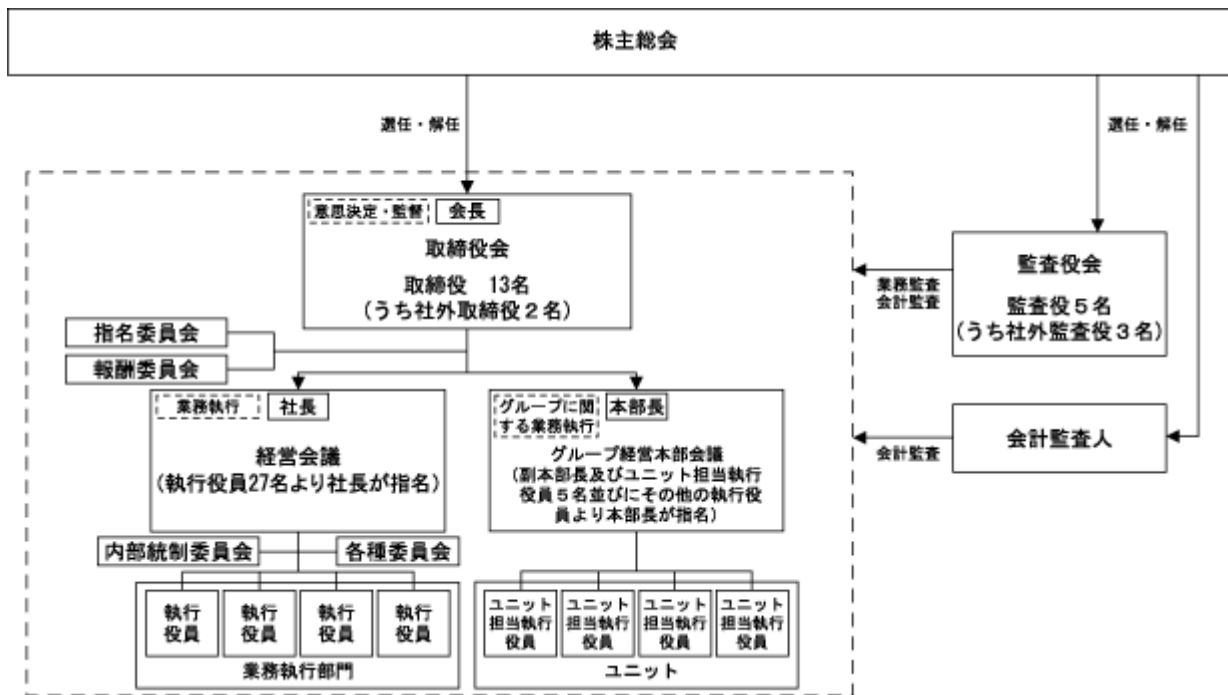 株主総会
選任・解任
選任・解任
意思決定・監督
会長
取締役会
取締役 13名
(うち社外取締役2名)
監査役会
監査役5名
(うち社外監査役3名)
業務監査
会計監査
指名委員会
報酬委員会
業務執行
社長
経営会議
(執行役員27名より社長が指名)
グループに関
する業務執行
本部長
グループ経営本部会議
(副本部長及びユニット担当執行
役員5名並びにその他の執行役
員より本部長が指名)
会計監査人
会計監査
内部統制委員会
各種委員会
執行
役員
執行
役員
執行
役員
執行
役員
業務執行部門
ユニット
担当執行
役員
ユニット
担当執行
役員
ユニット
担当執行
役員
ユニット
担当執行
役員
ユニット